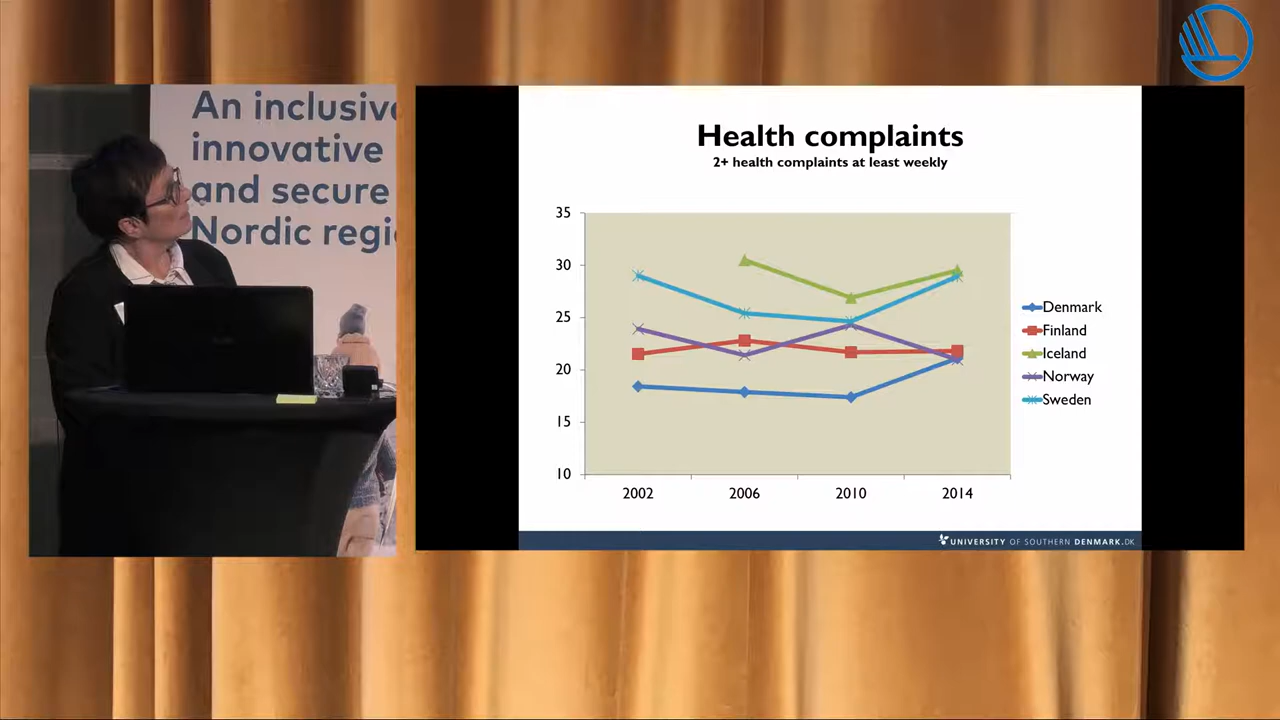 An inclusive
innovative
and secure
Nordic regi
Health complaints
2+ health complaints at least weekly
35
30
25
20
15
10
2002
2006
2010
2014
Denmark
Finland
Iceland
Norway
Sweden
UNIVERSITY OF SOUTHERN DENMARK.DK